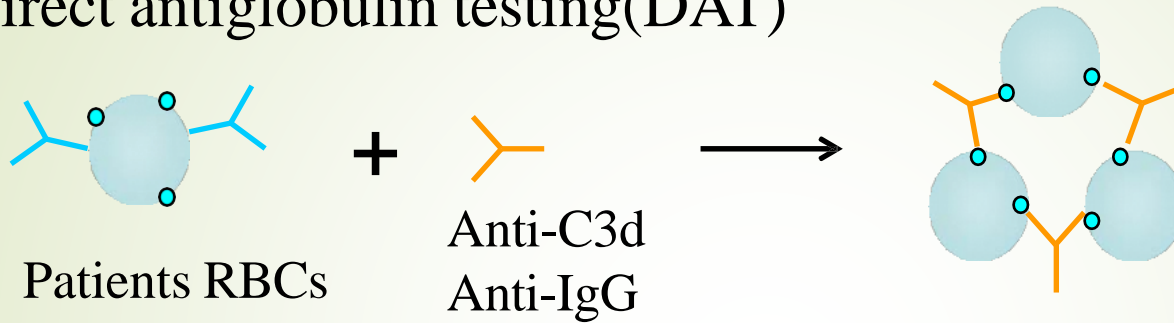 irect antiglobulin testing(DAT)
+
Patients RBCs
Anti-C3d
Anti-IgG